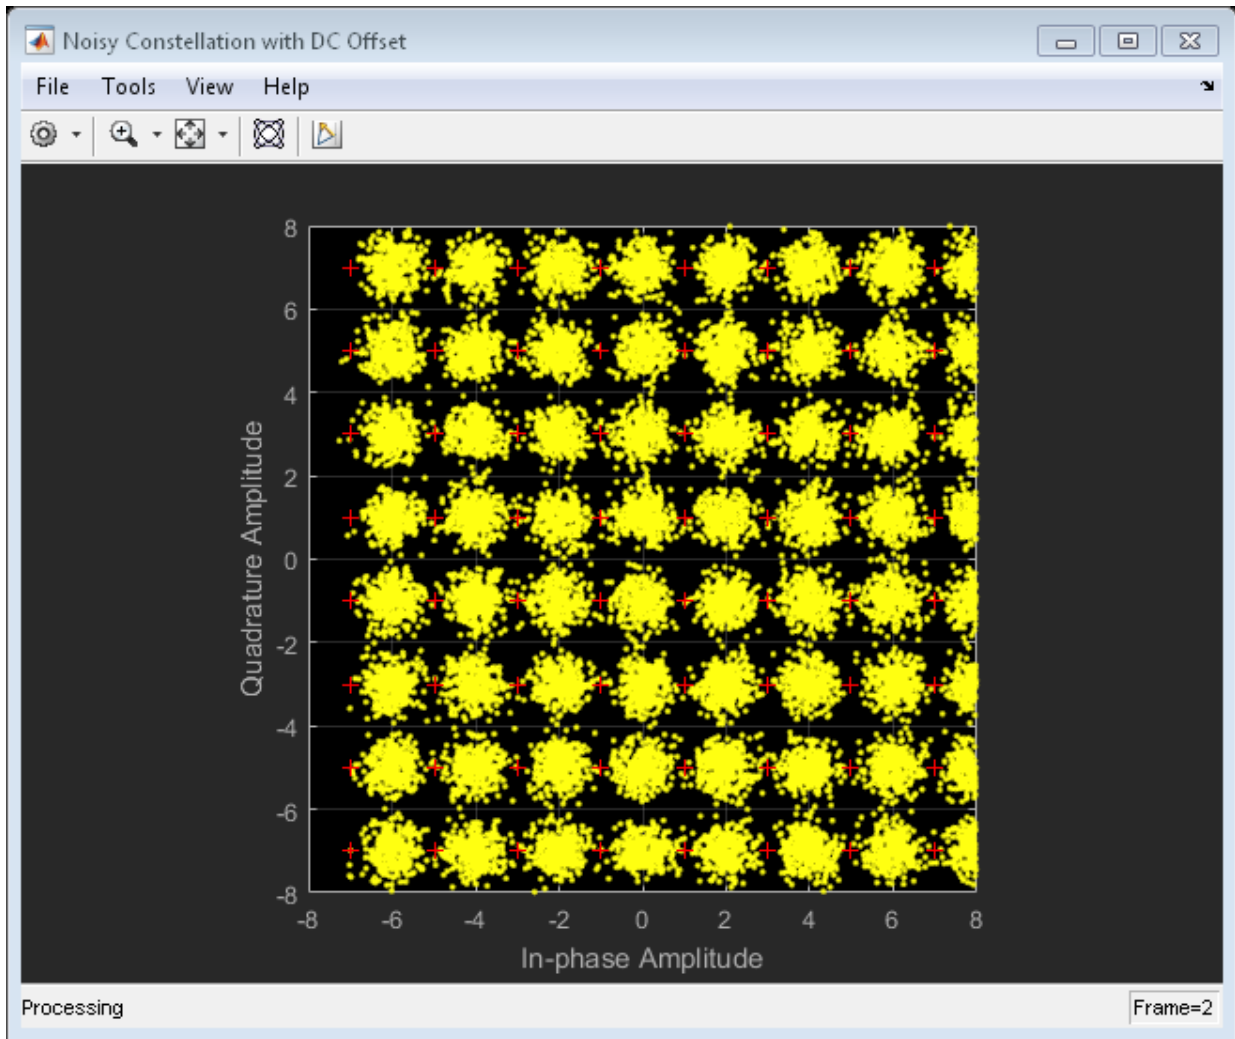 Noisy Constellation with DC Offset
File Tools View Help
8
6
4
2
0
-2
-4
-6
-8
Quadrature Amplitude
-8 -6 -4 -2 0 2 4 6 8
In-phase Amplitude
Processing Frame=2